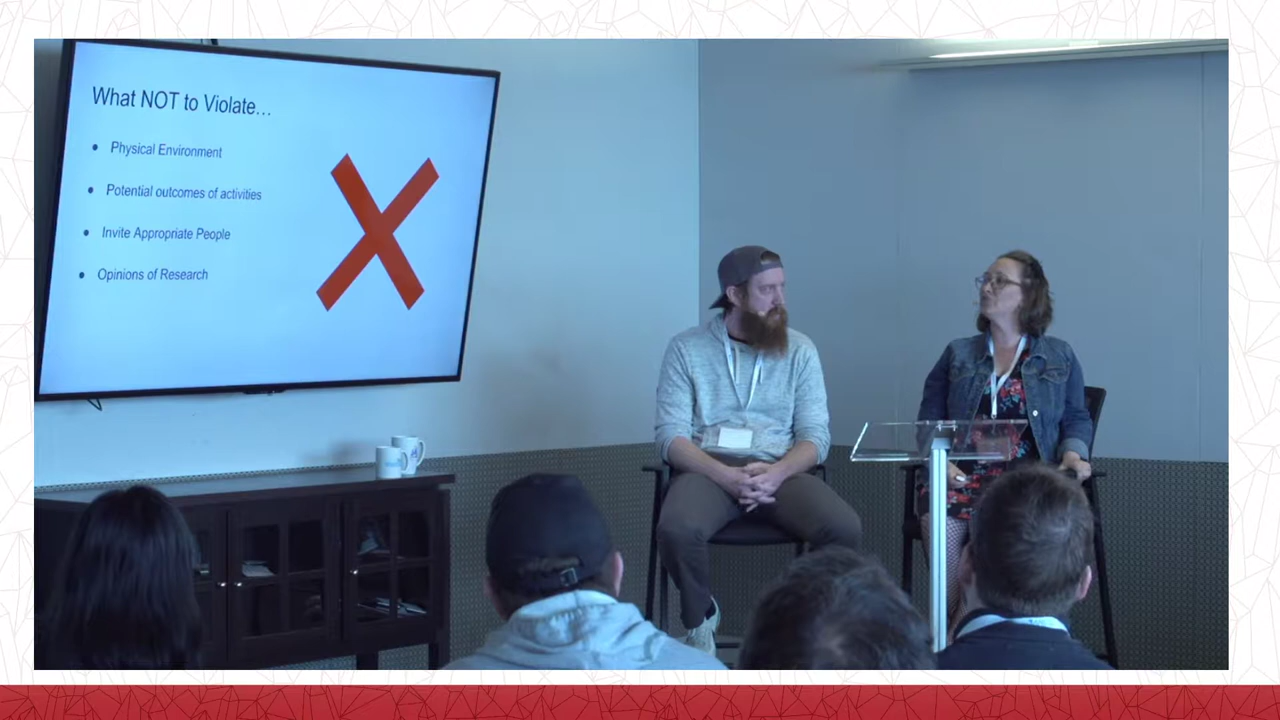 What NOT to Violate…
Physical Environment
Potential outcomes of activities
Invite Appropriate People
Opinions of Research